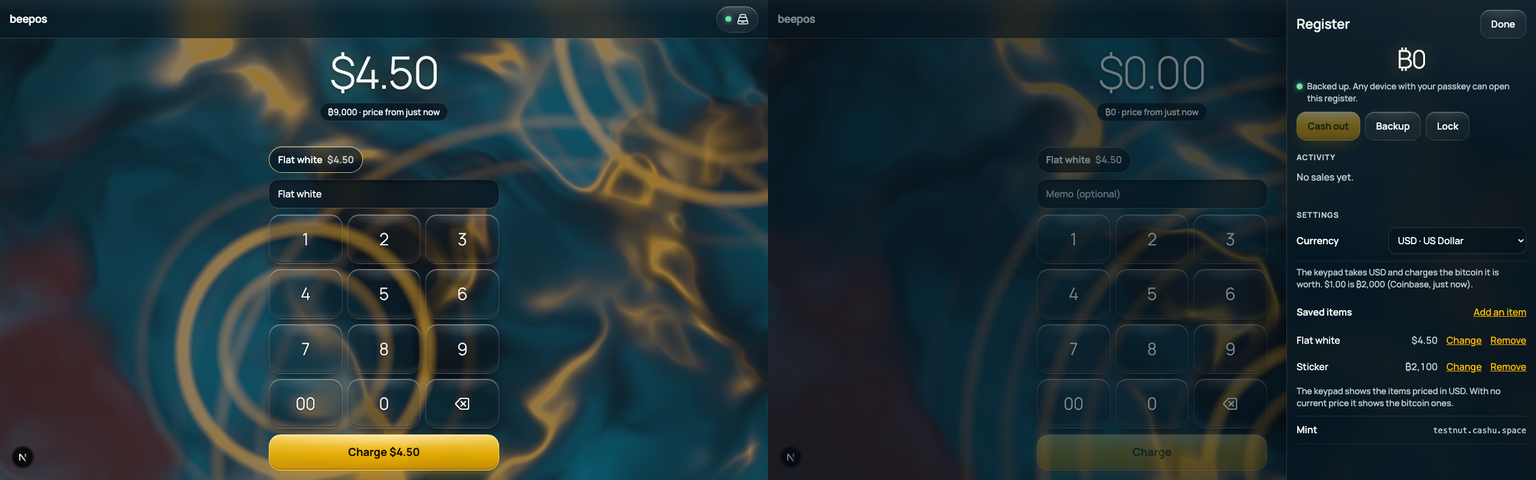 beepos
$4.50
₿9,000 · price from just now
Flat white $4.50
Flat white
1 2 3
4 5 6
7 8 9
00 0
Charge $4.50
N
beepos
$0.00
₿0 · price from just now
Flat white $4.50
Memo (optional)
1 2 3
4 5 6
7 8 9
00 0
Charge
N
Register Done
₿0
Backed up. Any device with your passkey can open
this register.
Cash out Backup Lock
ACTIVITY
No sales yet.
SETTINGS
Currency USD · US Dollar
The keypad takes USD and charges the bitcoin it is
worth. $1.00 is ₿2,000 (Coinbase, just now).
Saved items Add an item
Flat white $4.50 Change Remove
Sticker ₿2,100 Change Remove
The keypad shows the items priced in USD. With no
current price it shows the bitcoin ones.
Mint testnut.cashu.space